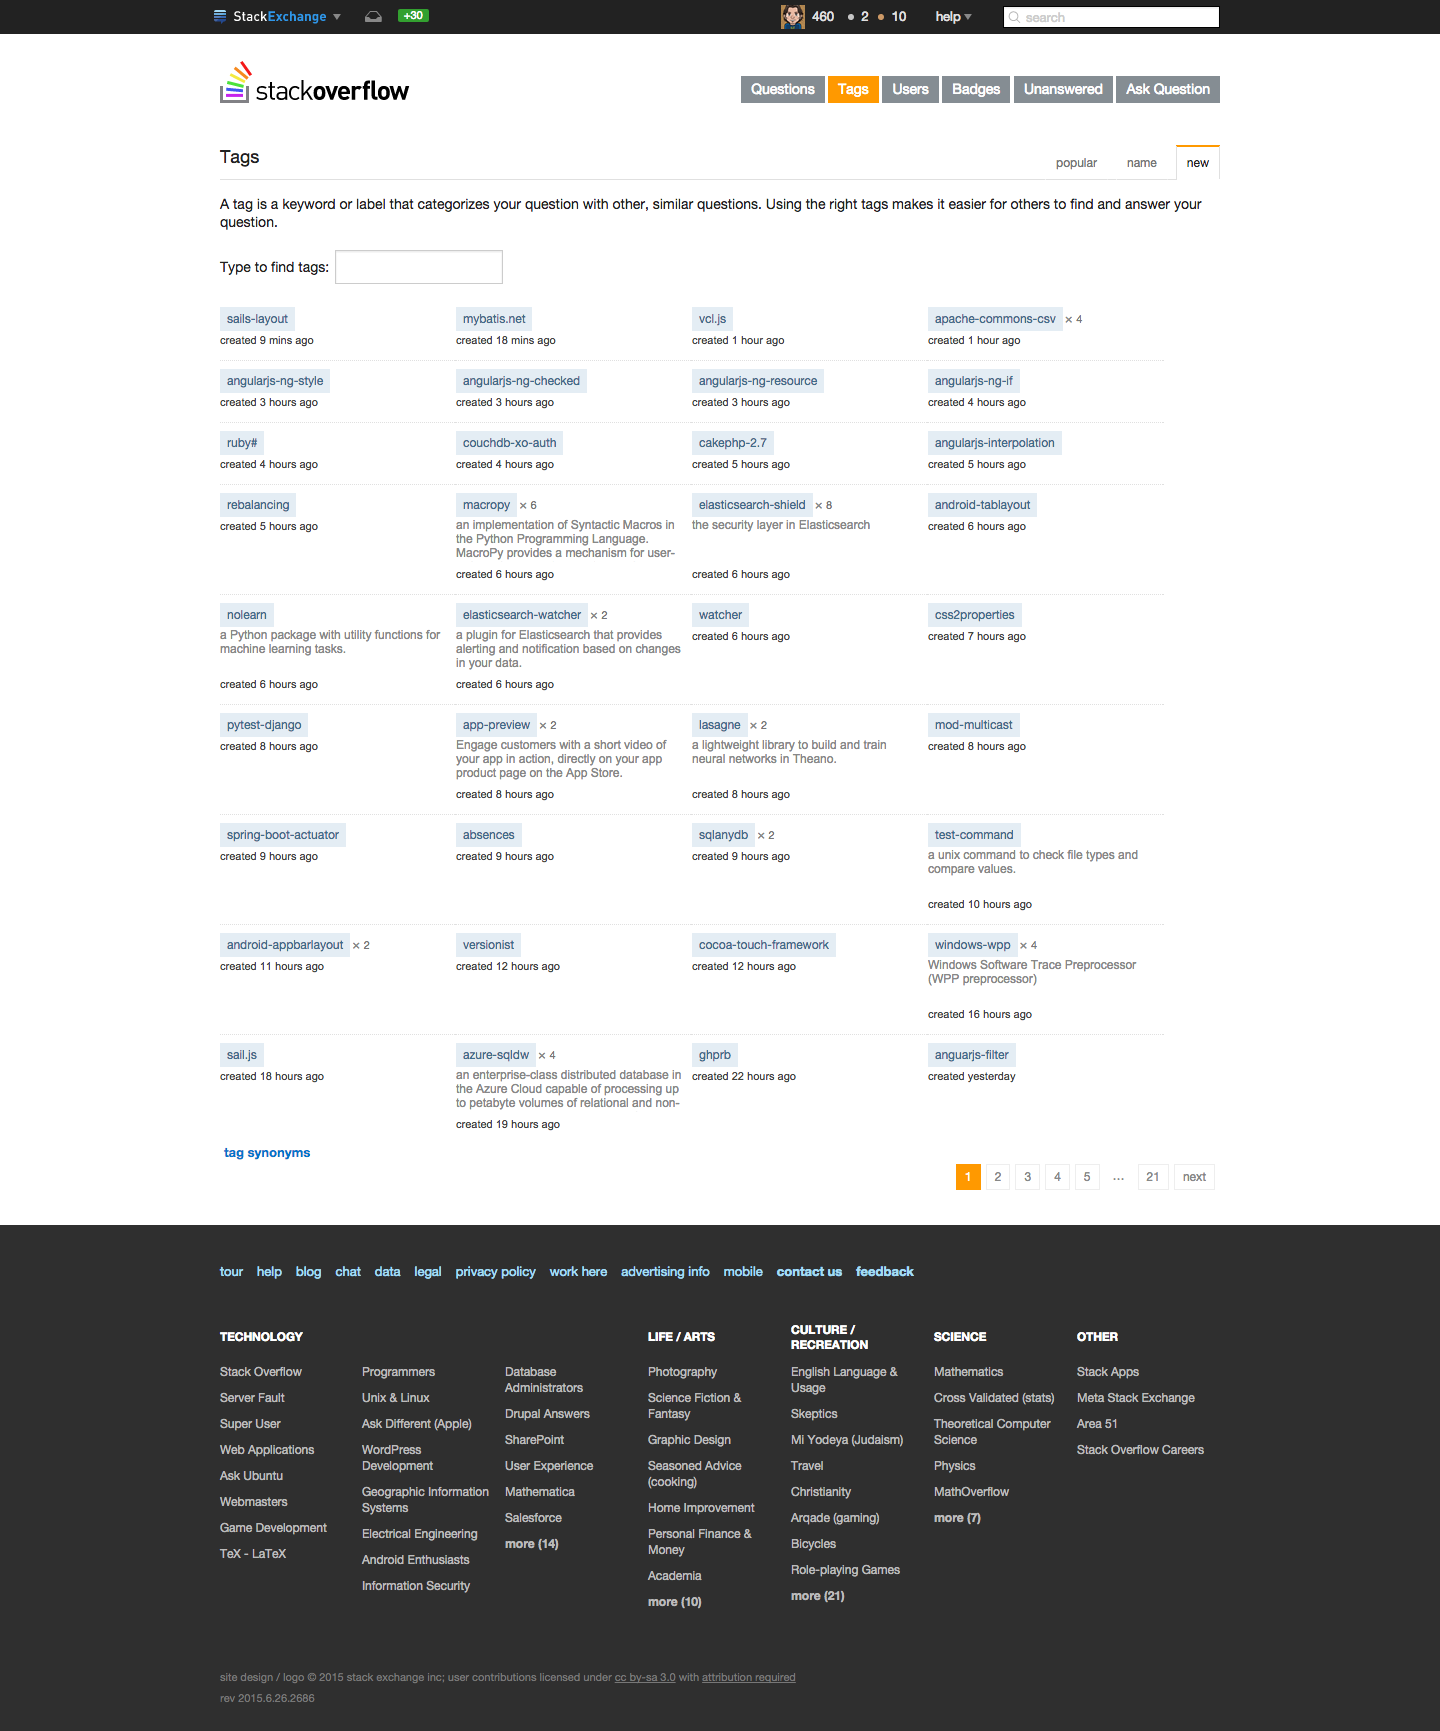 StackExchange
+30
460 2 10
help
search
stackoverflow
Questions Tags Users Badges Unanswered Ask Question
Tags
popular name new
A tag is a keyword or label that categorizes your question with other, similar questions. Using the right tags makes it easier for others to find and answer your
question.
Type to find tags:
sails-layout mybatis.net vcl.js apache-commons-csv × 4
created 9 mins ago created 18 mins ago created 1 hour ago created 1 hour ago
angularjs-ng-style angularjs-ng-checked angularjs-ng-resource angularjs-ng-if
created 3 hours ago created 3 hours ago created 3 hours ago created 4 hours ago
ruby# couchdb-xo-auth cakephp-2.7 angularjs-interpolation
created 4 hours ago created 4 hours ago created 5 hours ago created 5 hours ago
rebalancing
created 5 hours ago
macropy × 6
an implementation of Syntactic Macros in
the Python Programming Language.
MacroPy provides a mechanism for user-
created 6 hours ago
elasticsearch-shield × 8
the security layer in Elasticsearch
created 6 hours ago
android-tablayout
created 6 hours ago
nolearn
a Python package with utility functions for
machine learning tasks.
created 6 hours ago
elasticsearch-watcher × 2
a plugin for Elasticsearch that provides
alerting and notification based on changes
in your data.
created 6 hours ago
watcher
created 6 hours ago
css2properties
created 7 hours ago
pytest-django
created 8 hours ago
app-preview × 2
Engage customers with a short video of
your app in action, directly on your app
product page on the App Store.
created 8 hours ago
lasagne × 2
a lightweight library to build and train
neural networks in Theano.
created 8 hours ago
mod-multicast
created 8 hours ago
spring-boot-actuator
created 9 hours ago
absences
created 9 hours ago
sqlanydb × 2
created 9 hours ago
test-command
a unix command to check file types and
compare values.
created 10 hours ago
android-appbarlayout × 2
created 11 hours ago
versionist
created 12 hours ago
cocoa-touch-framework
created 12 hours ago
windows-wpp × 4
Windows Software Trace Preprocessor
(WPP preprocessor)
created 16 hours ago
sail.js
created 18 hours ago
azure-sqldw × 4
an enterprise-class distributed database in
the Azure Cloud capable of processing up
to petabyte volumes of relational and non-
created 19 hours ago
ghprb
created 22 hours ago
anguarjs-filter
created yesterday
tag synonyms
1 2 3 4 5 … 21 next
tour help blog chat data legal privacy policy work here advertising info mobile contact us feedback
TECHNOLOGY
Stack Overflow
Server Fault
Super User
Web Applications
Ask Ubuntu
Webmasters
Game Development
TeX - LaTeX
Programmers
Unix & Linux
Ask Different (Apple)
WordPress
Development
Geographic Information
Systems
Electrical Engineering
Android Enthusiasts
Information Security
Database
Administrators
Drupal Answers
SharePoint
User Experience
Mathematica
Salesforce
more (14)
LIFE / ARTS
Photography
Science Fiction &
Fantasy
Graphic Design
Seasoned Advice
(cooking)
Home Improvement
Personal Finance &
Money
Academia
more (10)
CULTURE /
RECREATION
English Language &
Usage
Skeptics
Mi Yodeya (Judaism)
Travel
Christianity
Arqade (gaming)
Bicycles
Role-playing Games
more (21)
SCIENCE
Mathematics
Cross Validated (stats)
Theoretical Computer
Science
Physics
MathOverflow
more (7)
OTHER
Stack Apps
Meta Stack Exchange
Area 51
Stack Overflow Careers
site design / logo © 2015 stack exchange inc; user contributions licensed under cc by-sa 3.0 with attribution required
rev 2015.6.26.2686